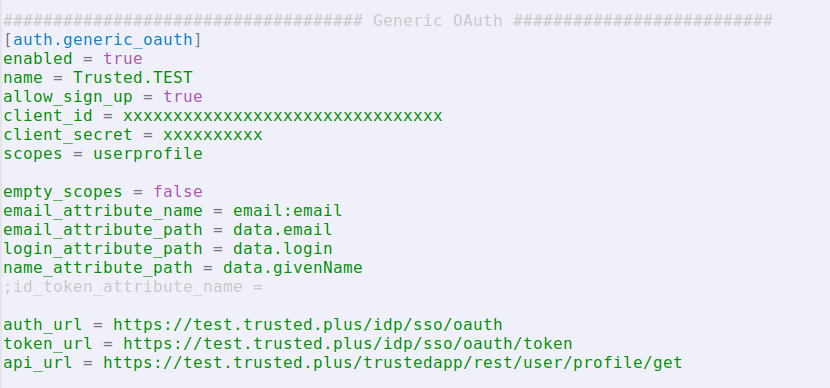 #################################### Generic OAuth ##########################
[auth.generic_oauth]
enabled = true
name = Trusted.TEST
allow_sign_up = true
client_id = xxxxxxxxxxxxxxxxxxxxxxxxxxxxxxxx
client_secret = xxxxxxxxxx
scopes = userprofile
empty_scopes = false
email_attribute_name = email:email
email_attribute_path = data.email
login_attribute_path = data.login
name_attribute_path = data.givenName
;id_token_attribute_name =
auth_url = https://test.trusted.plus/idp/sso/oauth
token_url = https://test.trusted.plus/idp/sso/oauth/token
api_url = https://test.trusted.plus/trustedapp/rest/user/profile/get